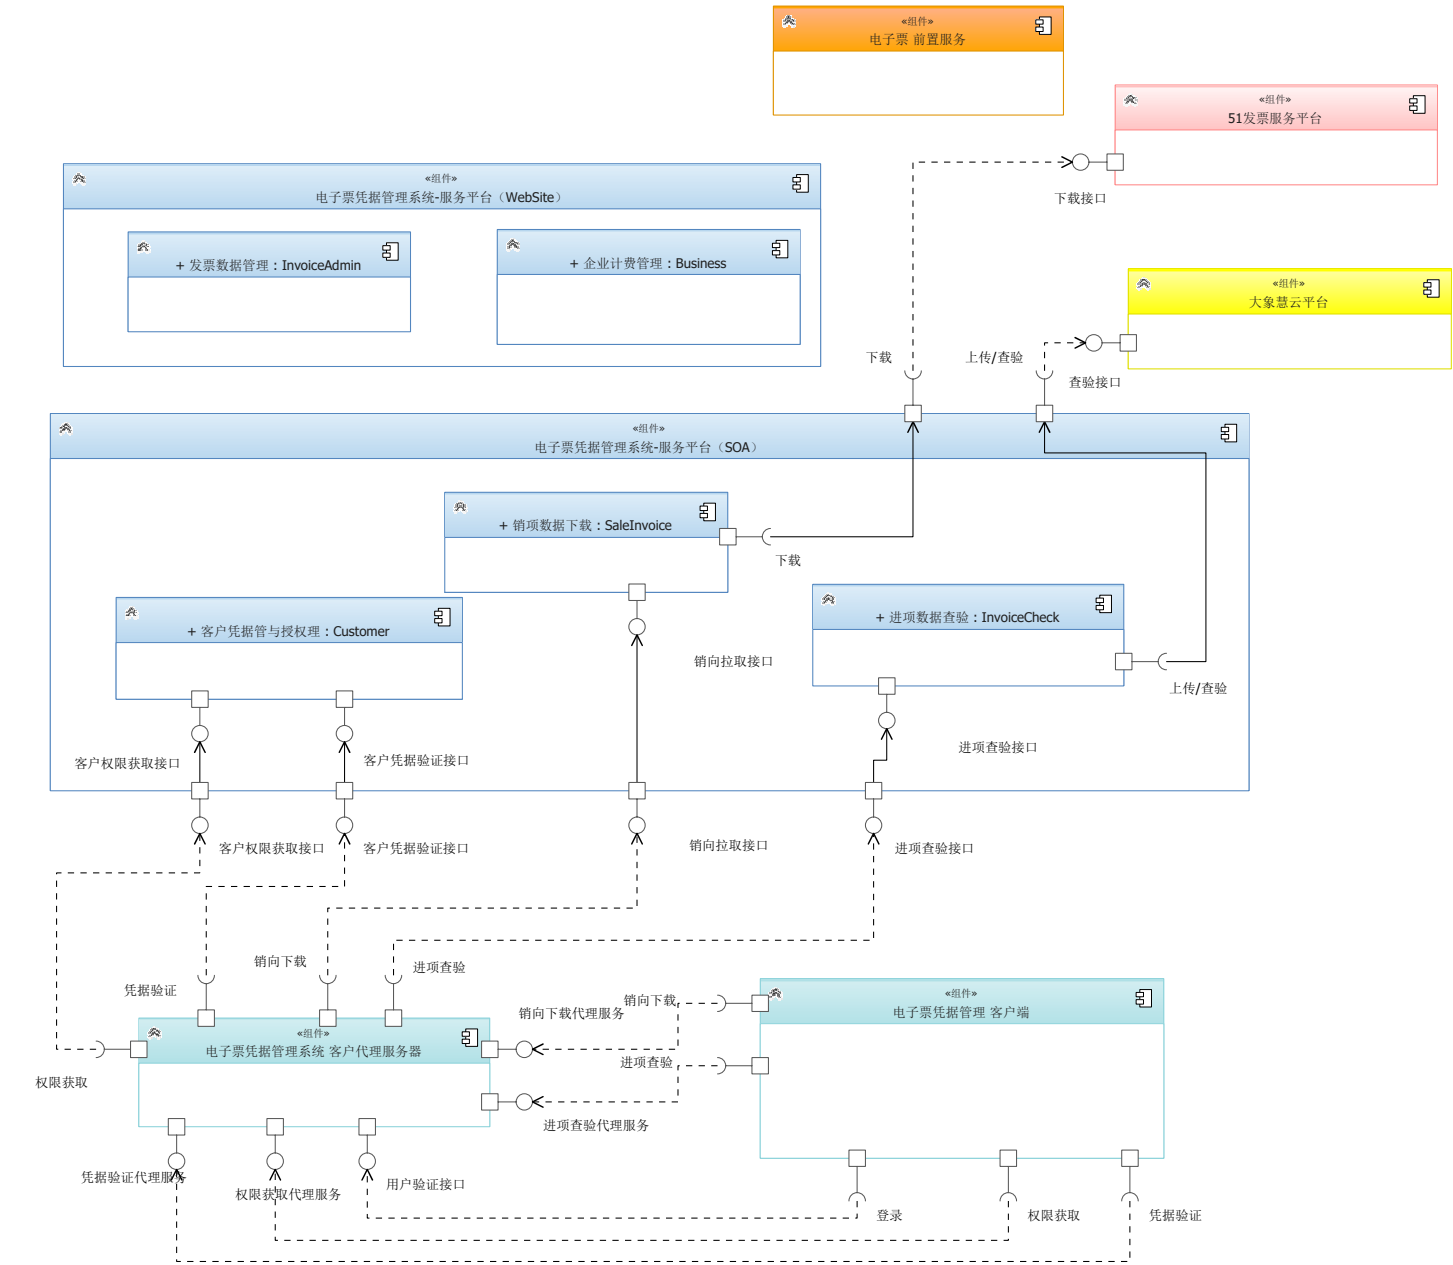 «组件»
电子票 前置服务
«组件»
51发票服务平台
下载接口
«组件»
电子票凭据管理系统-服务平台（WebSite）
+ 发票数据管理 : InvoiceAdmin
+ 企业计费管理 : Business
«组件»
大象慧云平台
下载
上传/查验
查验接口
«组件»
电子票凭据管理系统-服务平台（SOA）
+ 销项数据下载 : SaleInvoice
下载
+ 客户凭据管与授权理 : Customer
+ 进项数据查验 : InvoiceCheck
销向拉取接口
上传/查验
客户权限获取接口
客户凭据验证接口
进项查验接口
客户权限获取接口
客户凭据验证接口
销向拉取接口
进项查验接口
销向下载
进项查验
凭据验证
销向下载
销向下载代理服务
«组件»
电子票凭据管理 客户端
«组件»
电子票凭据管理系统 客户代理服务器
进项查验
权限获取
进项查验代理服务
凭据验证代理服务
权限获取代理服务
用户验证接口
登录
权限获取
凭据验证